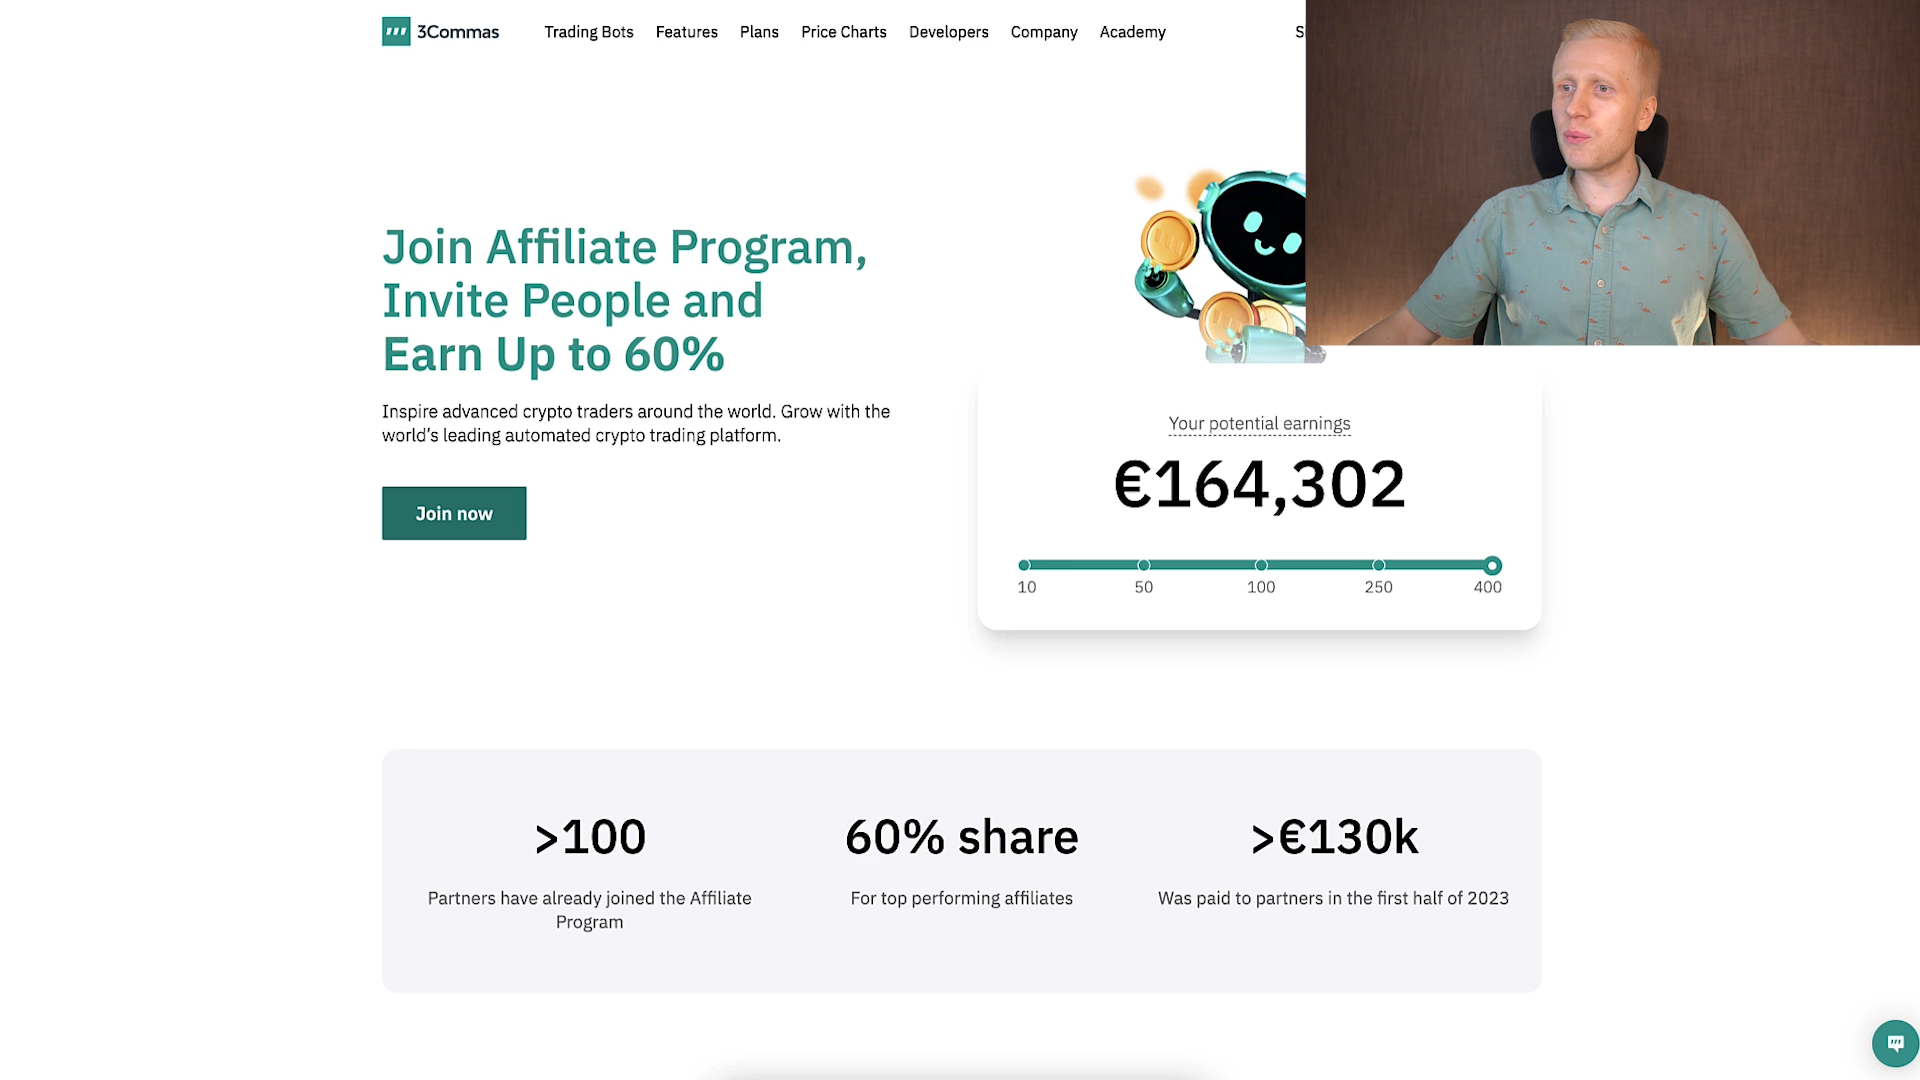 3Commas
Trading Bots
Features
Plans
Price Charts
Developers
Company
Academy
Join Affiliate Program,
Invite People and
Earn Up to 60%
Inspire advanced crypto traders around the world. Grow with the
world's leading automated crypto trading platform.
Join now
Your potential earnings
€164,302
10 50 100 250 400
>100
Partners have already joined the Affiliate
Program
60% share
For top performing affiliates
>€130k
Was paid to partners in the first half of 2023